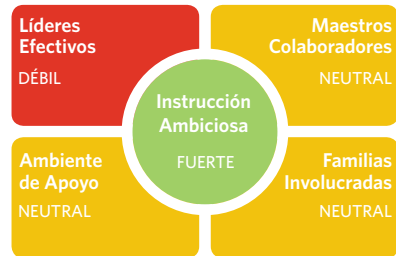 Líderes
Efectivos
DÉBIL
Maestros
Colaboradores
NEUTRAL
Instrucción
Ambiciosa
FUERTE
Ambiente
de Apoyo
NEUTRAL
Familias
Involucradas
NEUTRAL